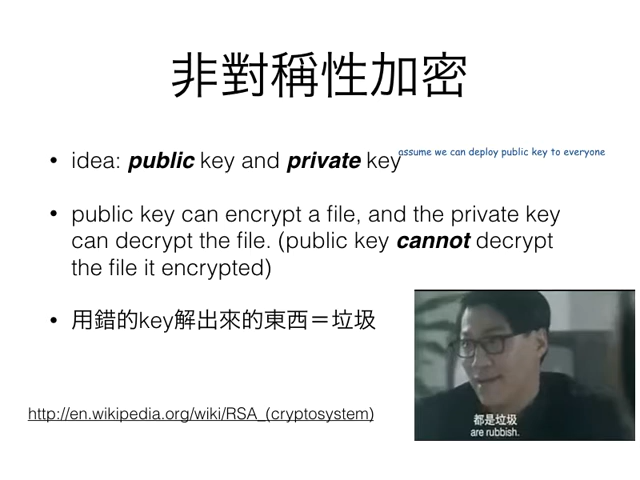 非對稱性加密
• idea: public key and private key
assume we can deploy public key to everyone
• public key can encrypt a file, and the private key
can decrypt the file. (public key cannot decrypt
the file it encrypted)
• 用錯的key解出來的東西＝垃圾
都是垃圾
are rubbish.
http://en.wikipedia.org/wiki/RSA_(cryptosystem)